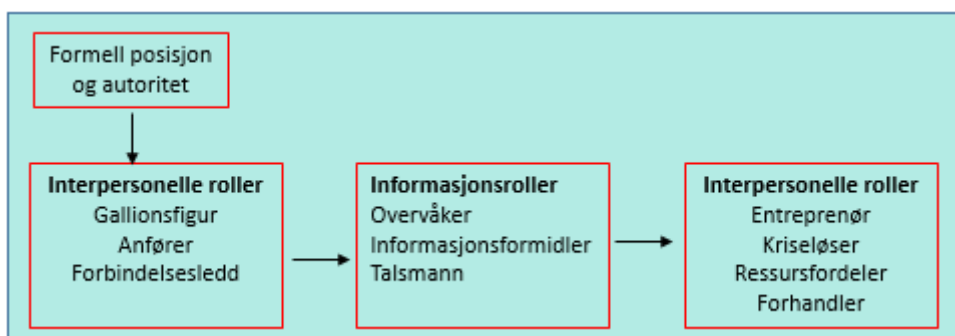 Formell posisjon
og autoritet
Interpersonelle roller
Gallionsfigur
Anfører
Forbindelsesledd
Informasjonsroller
Overvåker
Informasjonsformidler
Talsmann
Interpersonelle roller
Entreprenør
Kriseløser
Ressursfordeler
Forhandler